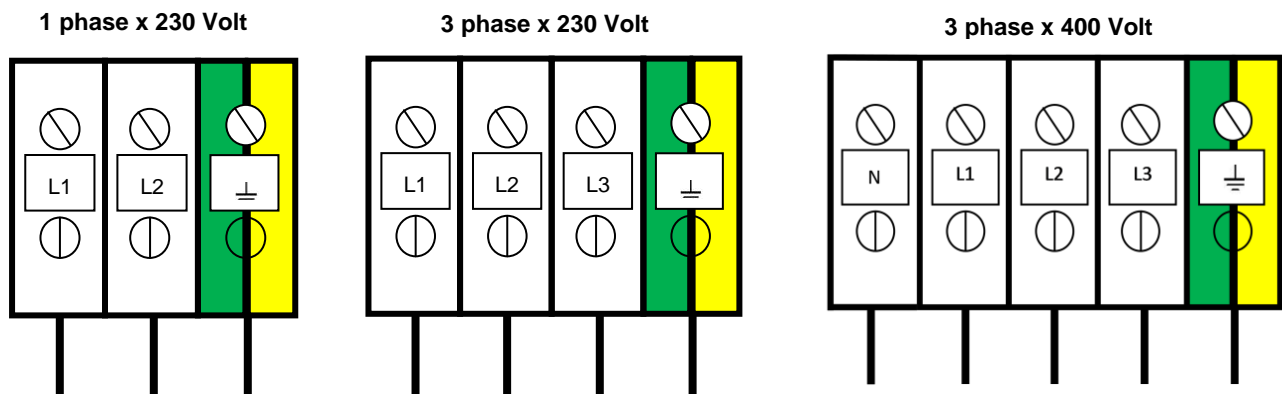 1 phase x 230 Volt
L1
L2
3 phase x 230 Volt
L1
L2
L3
3 phase x 400 Volt
N
L1
L2
L3